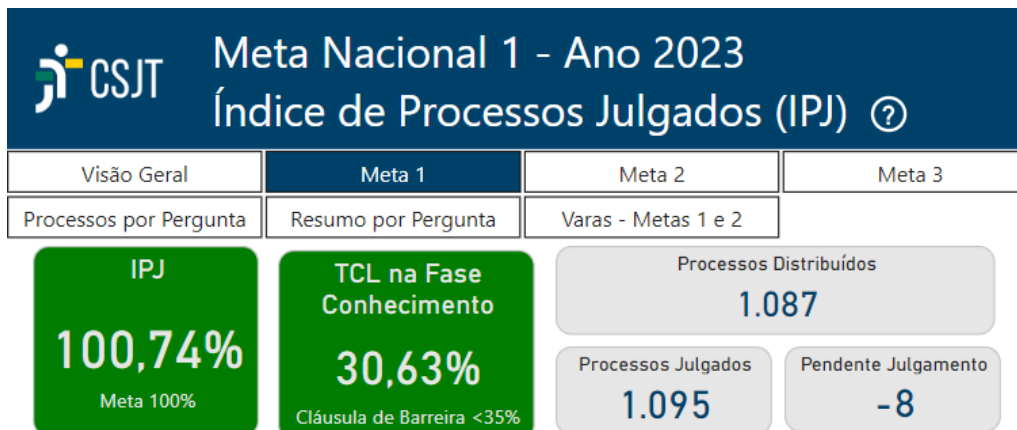 CSJT
Meta Nacional 1 - Ano 2023
Índice de Processos Julgados (IPJ) ?
Visão Geral
Meta 1
Meta 2
Meta 3
Processos por Pergunta
Resumo por Pergunta
Varas - Metas 1 e 2
IPJ
100,74%
Meta 100%
TCL na Fase
Conhecimento
30,63%
Cláusula de Barreira <35%
Processos Distribuídos
1.087
Processos Julgados
1.095
Pendente Julgamento
-8